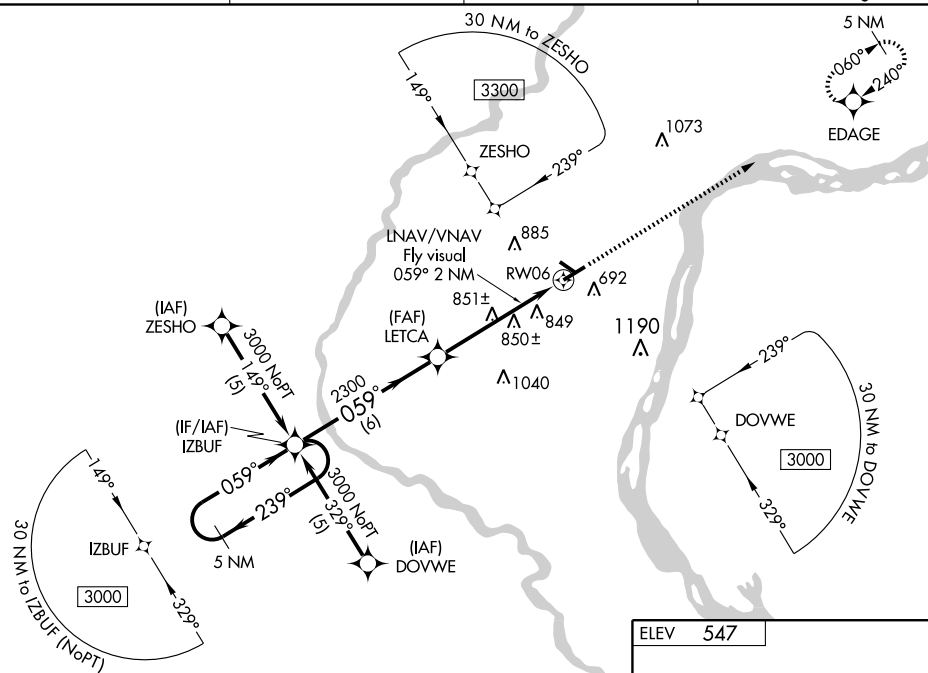 30 NM to ZESHO
149°
3300
ZESHO
239°
5 NM
060°
240°
EDAGE
1073
885
LNAV/VNAV
Fly visual
059° 2 NM
RW06
692
851±
849
850±
1190
1040
(FAF)
LETCA
(IAF)
ZESHO
3000 NoPT
149°
(5)
2300
059°
(6)
(IF/IAF)
IZBUF
059°
239°
5 NM
3000 NoPT
329°
(5)
(IAF)
DOVWE
149°
IZBUF
3000
329°
30 NM to IZBUF (NoPT)
239°
DOVWE
3000
329°
30 NM to DOVWE
ELEV 547